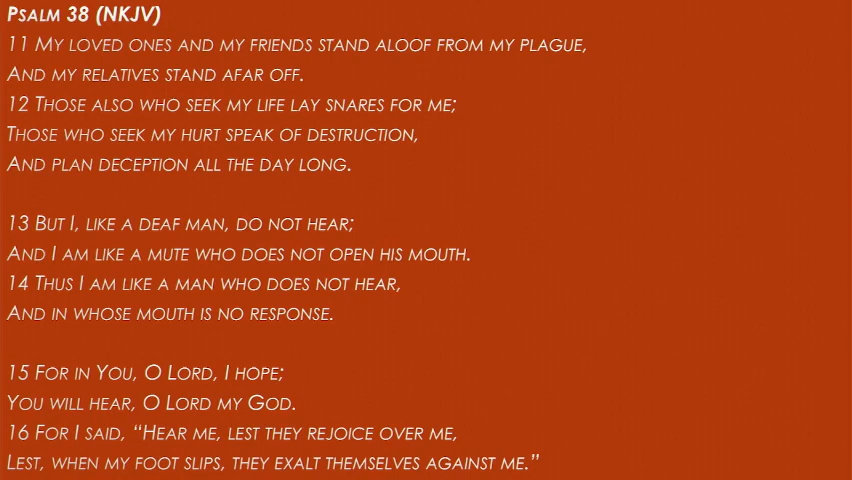 Psalm 38 (NKJV)
11 My loved ones and my friends stand aloof from my plague,
And my relatives stand afar off.
12 Those also who seek my life lay snares for me;
Those who seek my hurt speak of destruction,
And plan deception all the day long.
13 But I, like a deaf man, do not hear;
And I am like a mute who does not open his mouth.
14 Thus I am like a man who does not hear,
And in whose mouth is no response.
15 For in You, O Lord, I hope;
You will hear, O Lord my God.
16 For I said, “Hear me, lest they rejoice over me,
Lest, when my foot slips, they exalt themselves against me.”